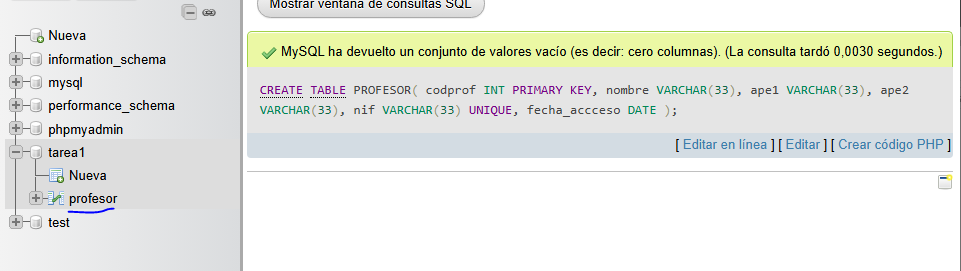 Mostrar ventana de consultas SQL
Nueva
information_schema
mysql
performance_schema
phpmyadmin
tarea1
Nueva
profesor
test
MySQL ha devuelto un conjunto de valores vacío (es decir: cero columnas). (La consulta tardó 0,0030 segundos.)
CREATE TABLE PROFESOR( codprof INT PRIMARY KEY, nombre VARCHAR(33), ape1 VARCHAR(33), ape2
VARCHAR(33), nif VARCHAR(33) UNIQUE, fecha_accceso DATE );
[ Editar en línea ] [ Editar ] [ Crear código PHP ]